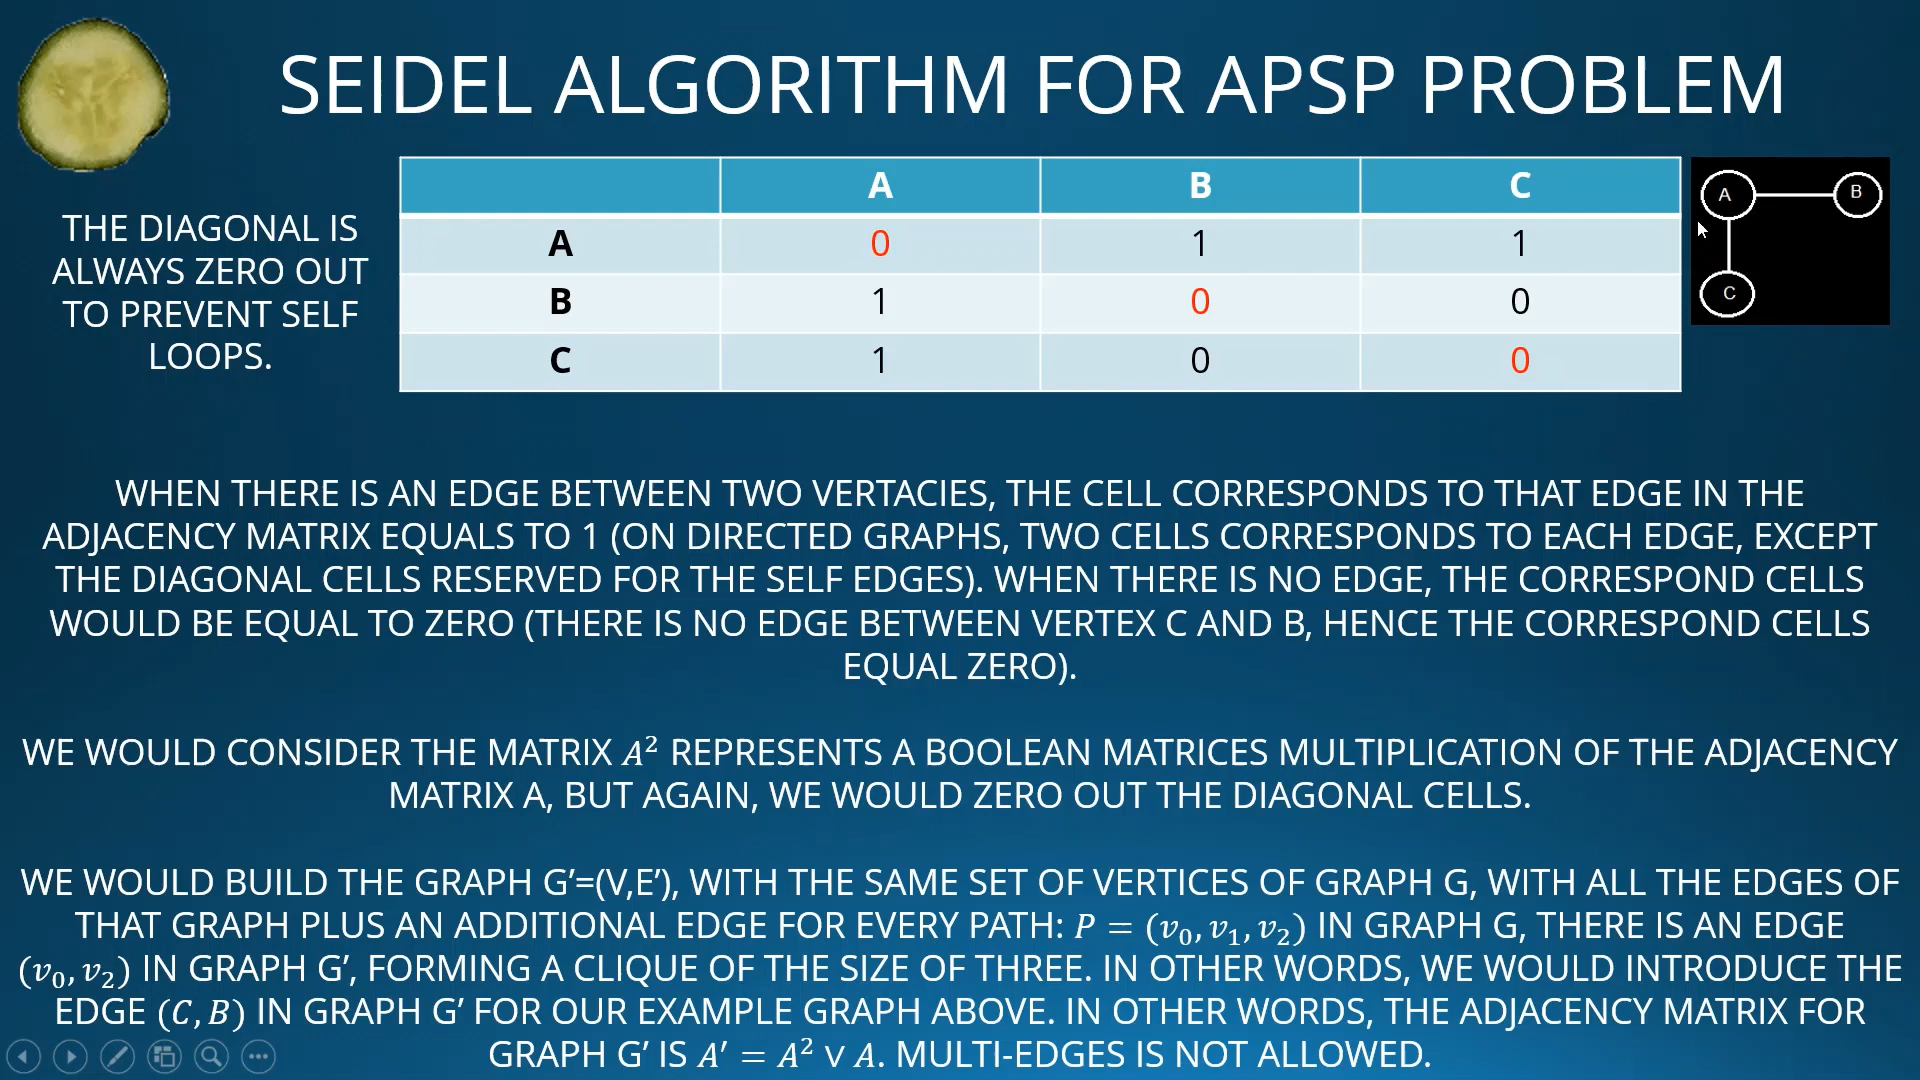 SEIDEL ALGORITHM FOR APSP PROBLEM
THE DIAGONAL IS
ALWAYS ZERO OUT
TO PREVENT SELF
LOOPS.
A B C
A 0 1 1
B 1 0 0
C 1 0 0
A B
C
WHEN THERE IS AN EDGE BETWEEN TWO VERTACIES, THE CELL CORRESPONDS TO THAT EDGE IN THE
ADJACENCY MATRIX EQUALS TO 1 (ON DIRECTED GRAPHS, TWO CELLS CORRESPONDS TO EACH EDGE, EXCEPT
THE DIAGONAL CELLS RESERVED FOR THE SELF EDGES). WHEN THERE IS NO EDGE, THE CORRESPOND CELLS
WOULD BE EQUAL TO ZERO (THERE IS NO EDGE BETWEEN VERTEX C AND B, HENCE THE CORRESPOND CELLS
EQUAL ZERO).
WE WOULD CONSIDER THE MATRIX 𝐴² REPRESENTS A BOOLEAN MATRICES MULTIPLICATION OF THE ADJACENCY
MATRIX A, BUT AGAIN, WE WOULD ZERO OUT THE DIAGONAL CELLS.
WE WOULD BUILD THE GRAPH G’=(V,E’), WITH THE SAME SET OF VERTICES OF GRAPH G, WITH ALL THE EDGES OF
THAT GRAPH PLUS AN ADDITIONAL EDGE FOR EVERY PATH: 𝑃 = (𝑣₀, 𝑣₁, 𝑣₂) IN GRAPH G, THERE IS AN EDGE
(𝑣₀, 𝑣₂) IN GRAPH G’, FORMING A CLIQUE OF THE SIZE OF THREE. IN OTHER WORDS, WE WOULD INTRODUCE THE
EDGE (𝐶, 𝐵) IN GRAPH G’ FOR OUR EXAMPLE GRAPH ABOVE. IN OTHER WORDS, THE ADJACENCY MATRIX FOR
GRAPH G’ IS 𝐴′ = 𝐴² ∨ 𝐴. MULTI-EDGES IS NOT ALLOWED.